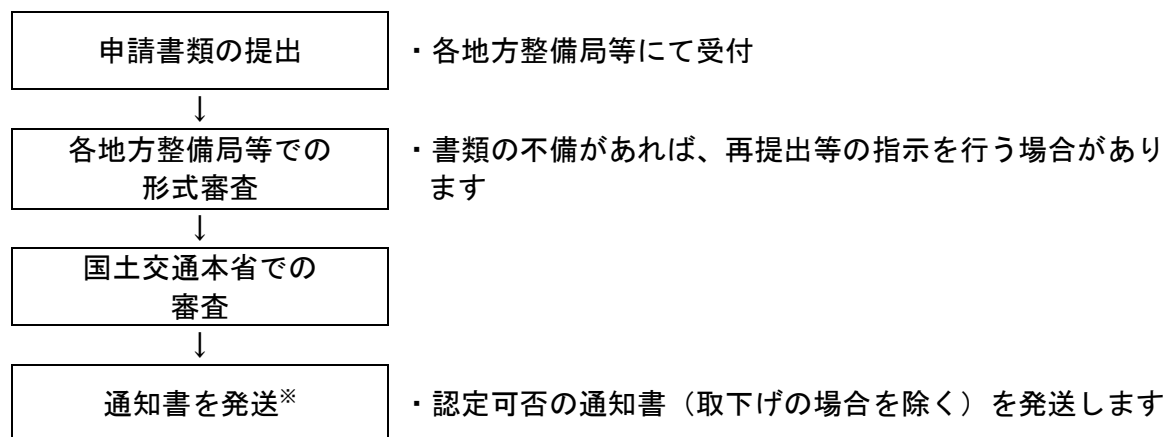 申請書類の提出
・各地方整備局等にて受付
↓
各地方整備局等での
形式審査
・書類の不備があれば、再提出等の指示を行う場合があり
ます
↓
国土交通本省での
審査
↓
通知書を発送※
・認定可否の通知書（取下げの場合を除く）を発送します